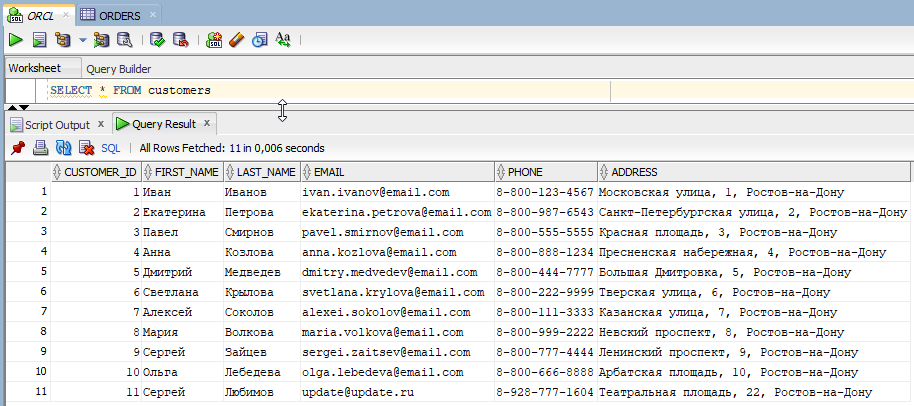 ORCL ORDERS
Worksheet Query Builder
SELECT * FROM customers
Script Output x Query Result x
SQL All Rows Fetched: 11 in 0,006 seconds
CUSTOMER_ID FIRST_NAME LAST_NAME EMAIL PHONE ADDRESS
1 1 Иван Иванов ivan.ivanov@email.com 8-800-123-4567 Московская улица, 1, Ростов-на-Дону
2 2 Екатерина Петрова ekaterina.petrova@email.com 8-800-987-6543 Санкт-Петербургская улица, 2, Ростов-на-Дону
3 3 Павел Смирнов pavel.smirnov@email.com 8-800-555-5555 Красная площадь, 3, Ростов-на-Дону
4 4 Анна Козлова anna.kozlova@email.com 8-800-888-1234 Пресненская набережная, 4, Ростов-на-Дону
5 5 Дмитрий Медведев dmitry.medvedev@email.com 8-800-444-7777 Большая Дмитровка, 5, Ростов-на-Дону
6 6 Светлана Крылова svetlana.krylova@email.com 8-800-222-9999 Тверская улица, 6, Ростов-на-Дону
7 7 Алексей Соколов alexei.sokolov@email.com 8-800-111-3333 Казанская улица, 7, Ростов-на-Дону
8 8 Мария Волкова maria.volkova@email.com 8-800-999-2222 Невский проспект, 8, Ростов-на-Дону
9 9 Сергей Зайцев sergei.zaitsev@email.com 8-800-777-4444 Ленинский проспект, 9, Ростов-на-Дону
10 10 Ольга Лебедева olga.lebedeva@email.com 8-800-666-8888 Арбатская площадь, 10, Ростов-на-Дону
11 11 Сергей Любимов update@update.ru 8-928-777-1604 Театральная площадь, 22, Ростов-на-Дону